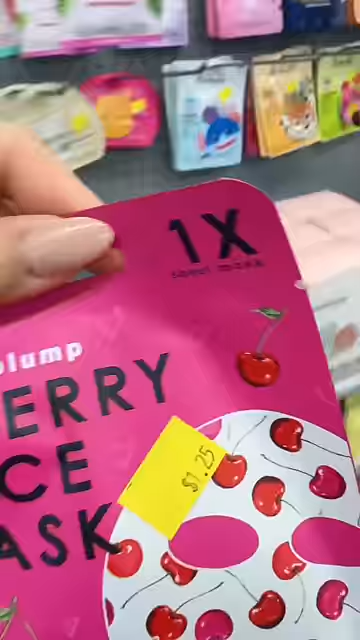 1X
sheet mask
plump
ERRY
CE
ASK
$1.25